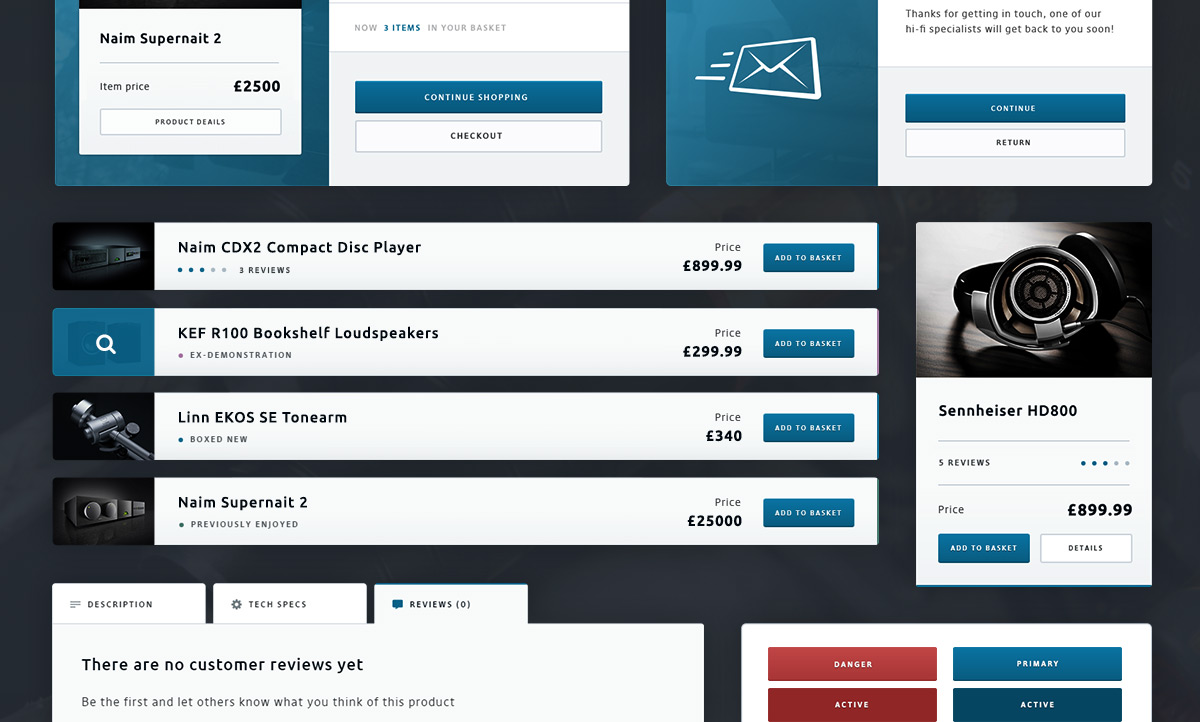 Naim Supernait 2
Item price £2500
PRODUCT DEAILS
NOW 3 ITEMS IN YOUR BASKET
CONTINUE SHOPPING
CHECKOUT
Thanks for getting in touch, one of our
hi-fi specialists will get back to you soon!
CONTINUE
RETURN
Naim CDX2 Compact Disc Player
3 REVIEWS
Price
£899.99
ADD TO BASKET
KEF R100 Bookshelf Loudspeakers
EX-DEMONSTRATION
Price
£299.99
ADD TO BASKET
Linn EKOS SE Tonearm
BOXED NEW
Price
£340
ADD TO BASKET
Naim Supernait 2
PREVIOUSLY ENJOYED
Price
£25000
ADD TO BASKET
Sennheiser HD800
5 REVIEWS
Price £899.99
ADD TO BASKET DETAILS
DESCRIPTION TECH SPECS REVIEWS (0)
There are no customer reviews yet
Be the first and let others know what you think of this product
DANGER PRIMARY
ACTIVE ACTIVE